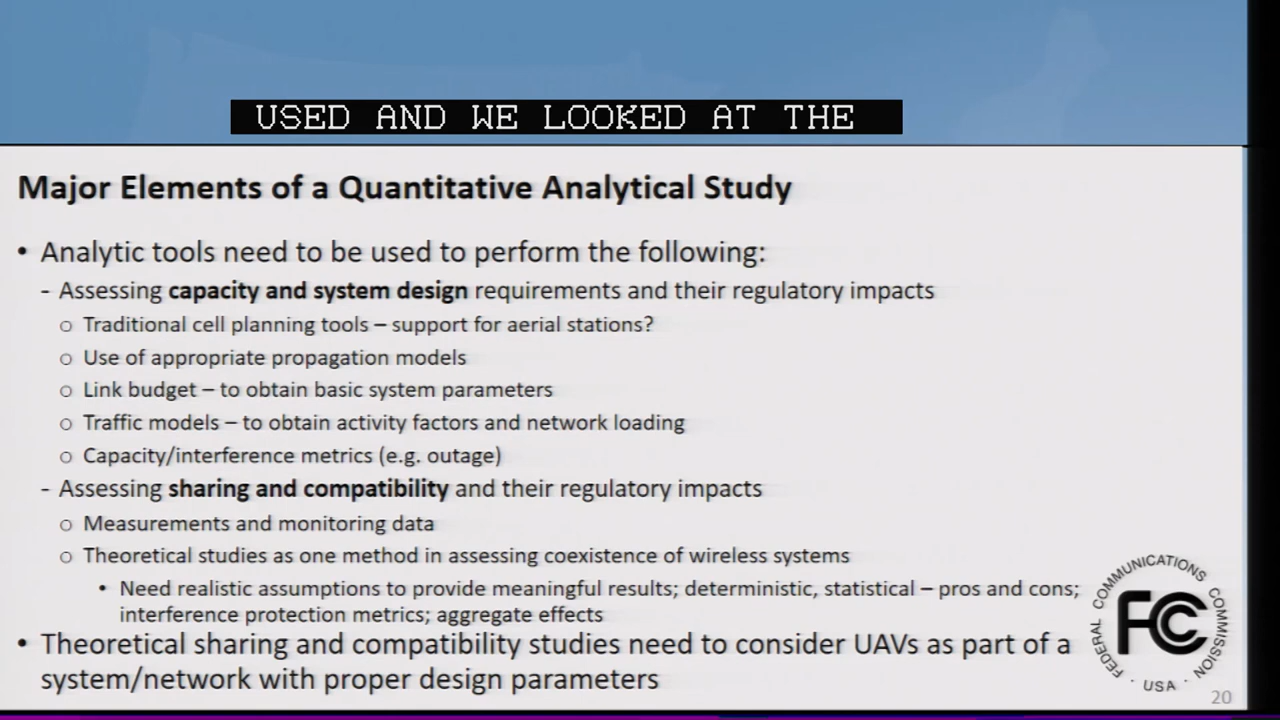 USED AND WE LOOKED AT THE
Major Elements of a Quantitative Analytical Study
• Analytic tools need to be used to perform the following:
- Assessing capacity and system design requirements and their regulatory impacts
o Traditional cell planning tools – support for aerial stations?
o Use of appropriate propagation models
o Link budget – to obtain basic system parameters
o Traffic models – to obtain activity factors and network loading
o Capacity/interference metrics (e.g. outage)
- Assessing sharing and compatibility and their regulatory impacts
o Measurements and monitoring data
o Theoretical studies as one method in assessing coexistence of wireless systems
• Need realistic assumptions to provide meaningful results; deterministic, statistical – pros and cons;
interference protection metrics; aggregate effects
• Theoretical sharing and compatibility studies need to consider UAVs as part of a
system/network with proper design parameters
FEDERAL COMMUNICATIONS COMMISSION
FCC
· USA ·
20